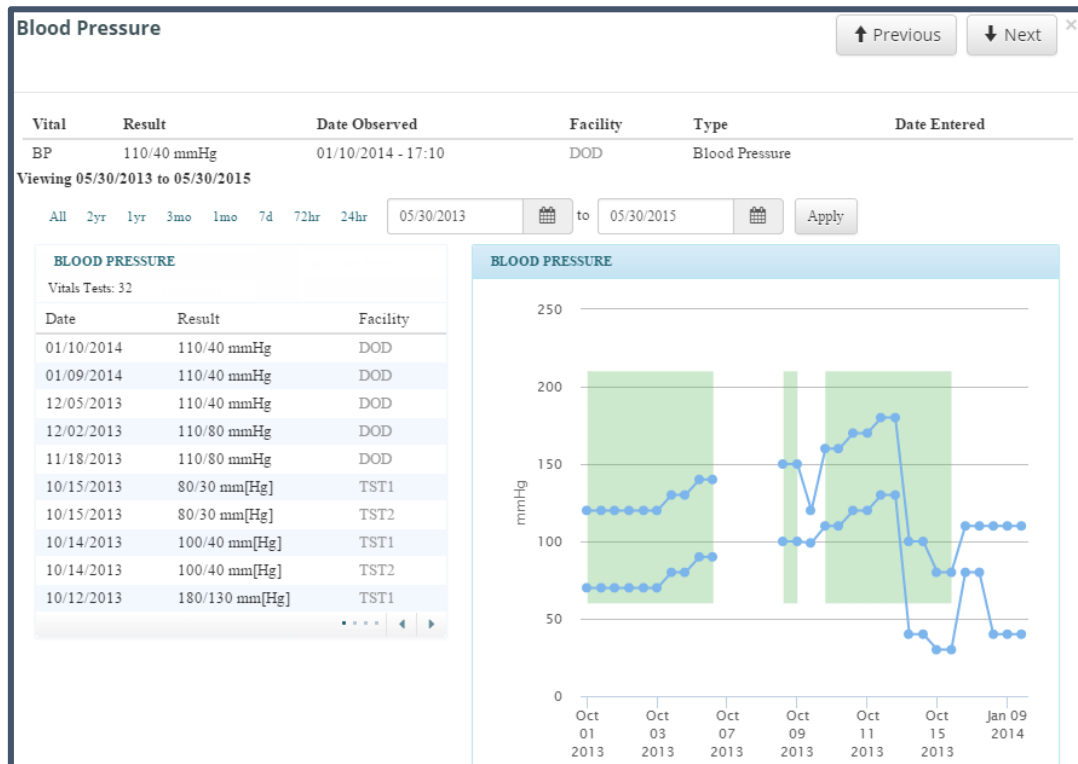 Blood Pressure
Previous Next ×
Vital Result Date Observed Facility Type Date Entered
BP 110/40 mmHg 01/10/2014 - 17:10 DOD Blood Pressure
Viewing 05/30/2013 to 05/30/2015
All 2yr 1yr 3mo 1mo 7d 72hr 24hr 05/30/2013 to 05/30/2015 Apply
BLOOD PRESSURE
Vitals Tests: 32
Date Result Facility
01/10/2014 110/40 mmHg DOD
01/09/2014 110/40 mmHg DOD
12/05/2013 110/40 mmHg DOD
12/02/2013 110/80 mmHg DOD
11/18/2013 110/80 mmHg DOD
10/15/2013 80/30 mm[Hg] TST1
10/15/2013 80/30 mm[Hg] TST2
10/14/2013 100/40 mm[Hg] TST1
10/14/2013 100/40 mm[Hg] TST2
10/12/2013 180/130 mm[Hg] TST1
BLOOD PRESSURE
250
200
150
100
50
0
mmHg
Oct Oct Oct Oct Oct Oct Jan 09
01 03 07 09 11 15 2014
2013 2013 2013 2013 2013 2013